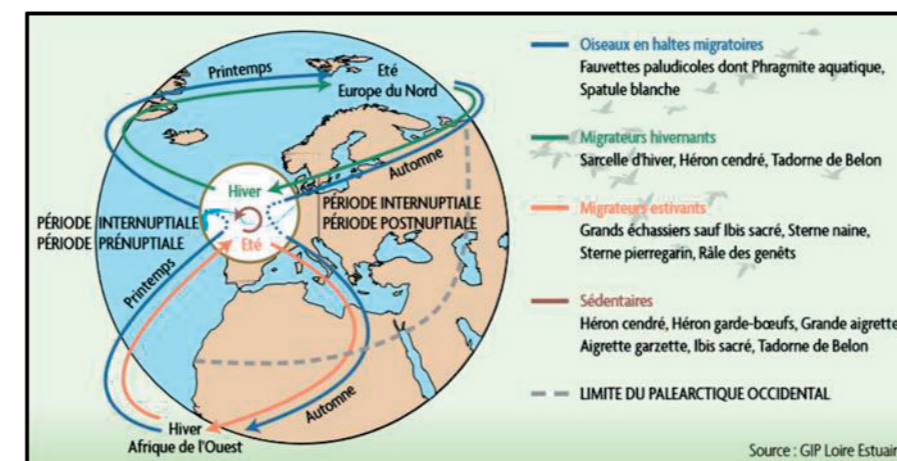 Printemps
Eté
Europe du Nord
Automne
Hiver
PÉRIODE INTERNUPTIALE
PÉRIODE PRÉNUPTIALE
PÉRIODE INTERNUPTIALE
PÉRIODE POSTNUPTIALE
Eté
Printemps
Automne
Hiver
Afrique de l'Ouest
Oiseaux en haltes migratoires
Fauvettes paludicoles dont Phragmite aquatique,
Spatule blanche
Migrateurs hivernants
Sarcelle d'hiver, Héron cendré, Tadorne de Belon
Migrateurs estivants
Grands échassiers sauf Ibis sacré, Sterne naine,
Sterne pierregarin, Râle des genêts
Sédentaires
Héron cendré, Héron garde-bœufs, Grande aigrette
Aigrette garzette, Ibis sacré, Tadorne de Belon
LIMITE DU PALEARCTIQUE OCCIDENTAL
Source : GIP Loire Estuair